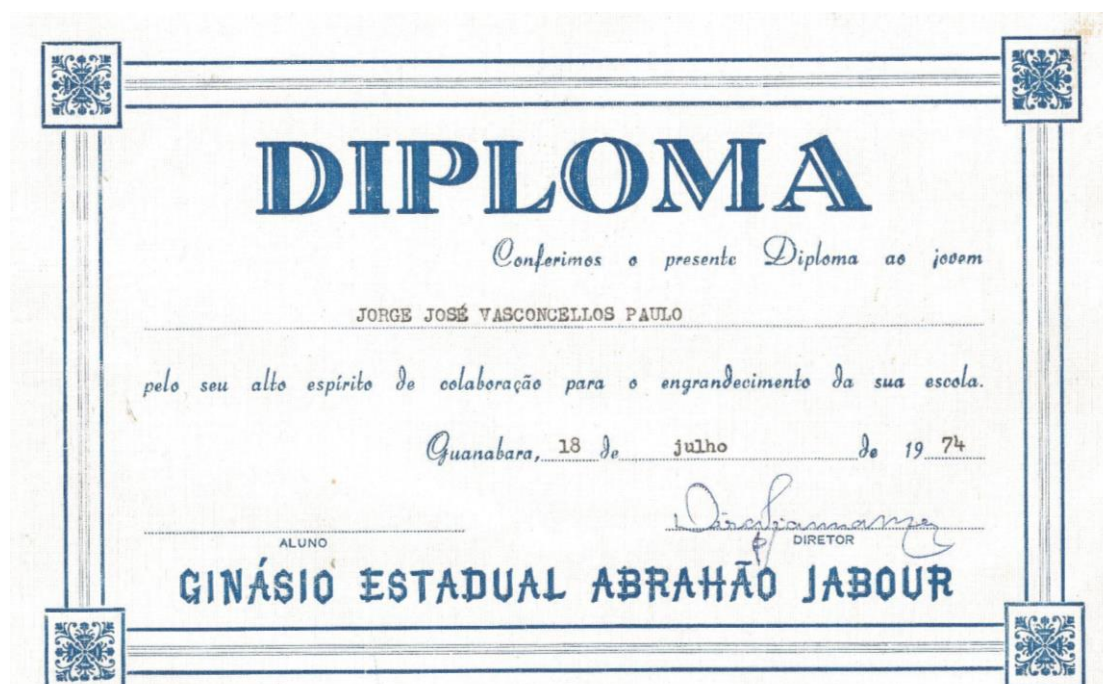 DIPLOMA
Conferimos o presente Diploma ao jovem
JORGE JOSÉ VASCONCELLOS PAULO
pelo seu alto espírito de colaboração para o engrandecimento da sua escola.
Guanabara, 18 de julho de 19 74
ALUNO DIRETOR
GINÁSIO ESTADUAL ABRAHÃO JABOUR